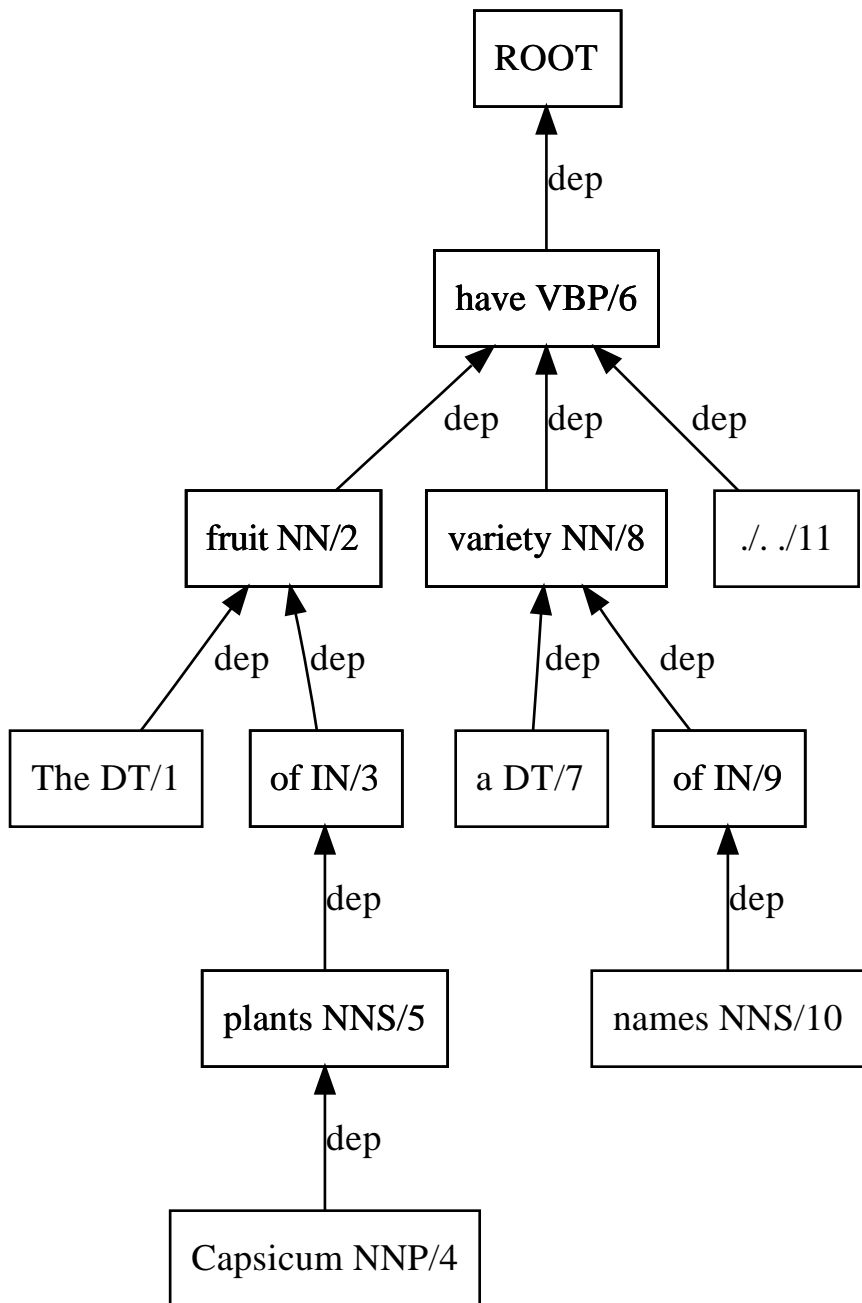 ROOT
dep
have VBP/6
dep dep dep
fruit NN/2 variety NN/8 ./. ./11
dep dep dep dep
The DT/1 of IN/3 a DT/7 of IN/9
dep dep
plants NNS/5 names NNS/10
dep
Capsicum NNP/4